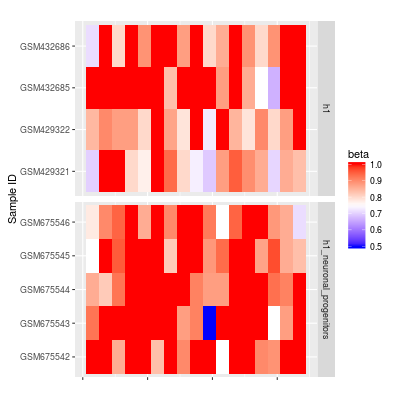 GSM432686
GSM432685
GSM429322
GSM429321
h1
GSM675546
GSM675545
GSM675544
GSM675543
GSM675542
h1_neuronal_progenitors
Sample ID
beta
1.0
0.9
0.8
0.7
0.6
0.5